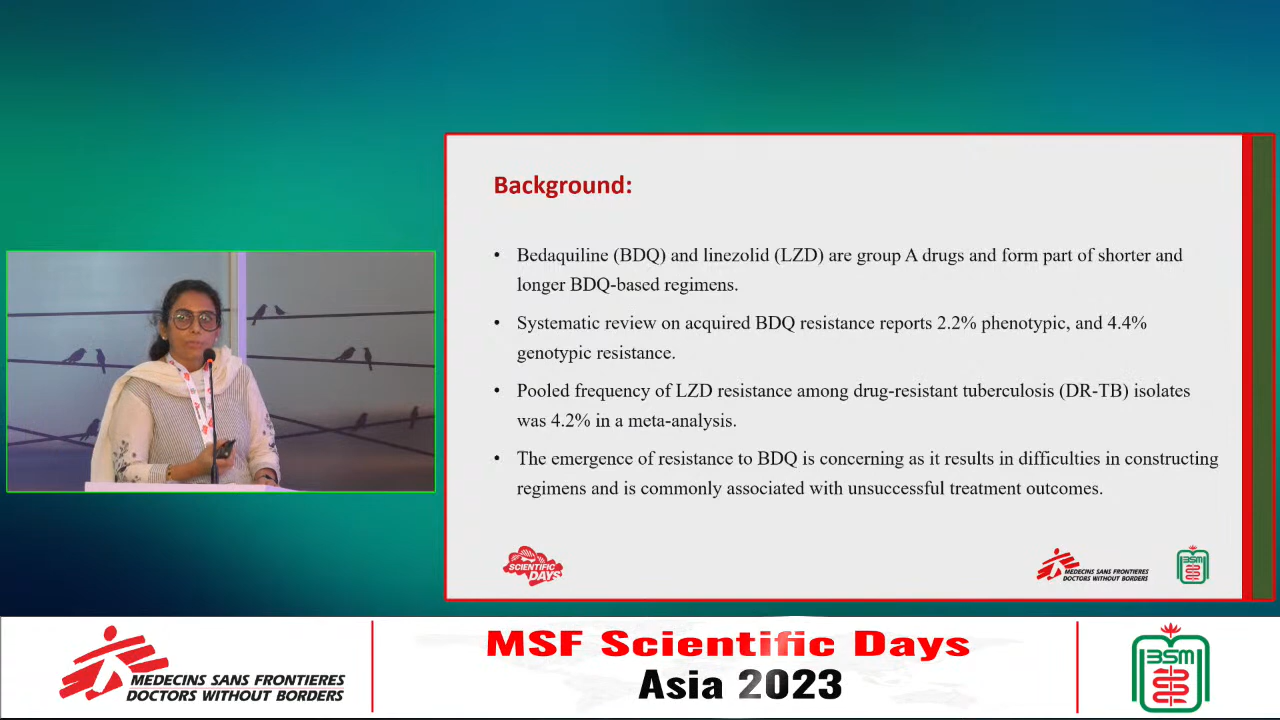 Background:
• Bedaquiline (BDQ) and linezolid (LZD) are group A drugs and form part of shorter and
longer BDQ-based regimens.
• Systematic review on acquired BDQ resistance reports 2.2% phenotypic, and 4.4%
genotypic resistance.
• Pooled frequency of LZD resistance among drug-resistant tuberculosis (DR-TB) isolates
was 4.2% in a meta-analysis.
• The emergence of resistance to BDQ is concerning as it results in difficulties in constructing
regimens and is commonly associated with unsuccessful treatment outcomes.
SCIENTIFIC
DAYS
MEDECINS SANS FRONTIERES
DOCTORS WITHOUT BORDERS
BSM
MEDECINS SANS FRONTIERES
DOCTORS WITHOUT BORDERS
MSF Scientific Days
Asia 2023
BSM